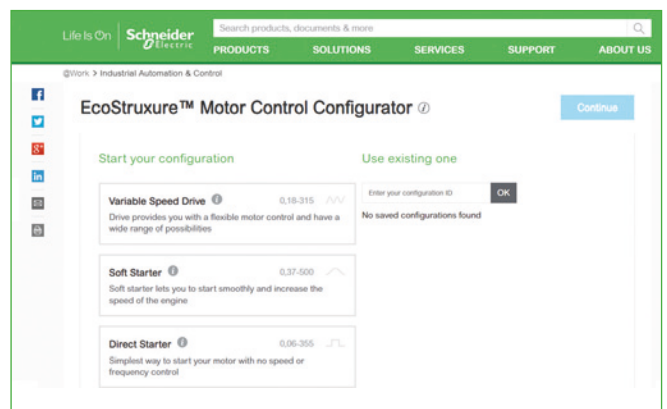 Life Is On
Schneider
Electric
Search products, documents & more
PRODUCTS SOLUTIONS SERVICES SUPPORT ABOUT US
@Work > Industrial Automation & Control
EcoStruxure™ Motor Control Configurator i
Continue
Start your configuration
Variable Speed Drive i 0,18-315
Drive provides you with a flexible motor control and have a
wide range of possibilities
Soft Starter i 0,37-500
Soft starter lets you to start smoothly and increase the
speed of the engine
Direct Starter i 0,06-355
Simplest way to start your motor with no speed or
frequency control
Use existing one
Enter your configuration ID OK
No saved configurations found
f
g+
in